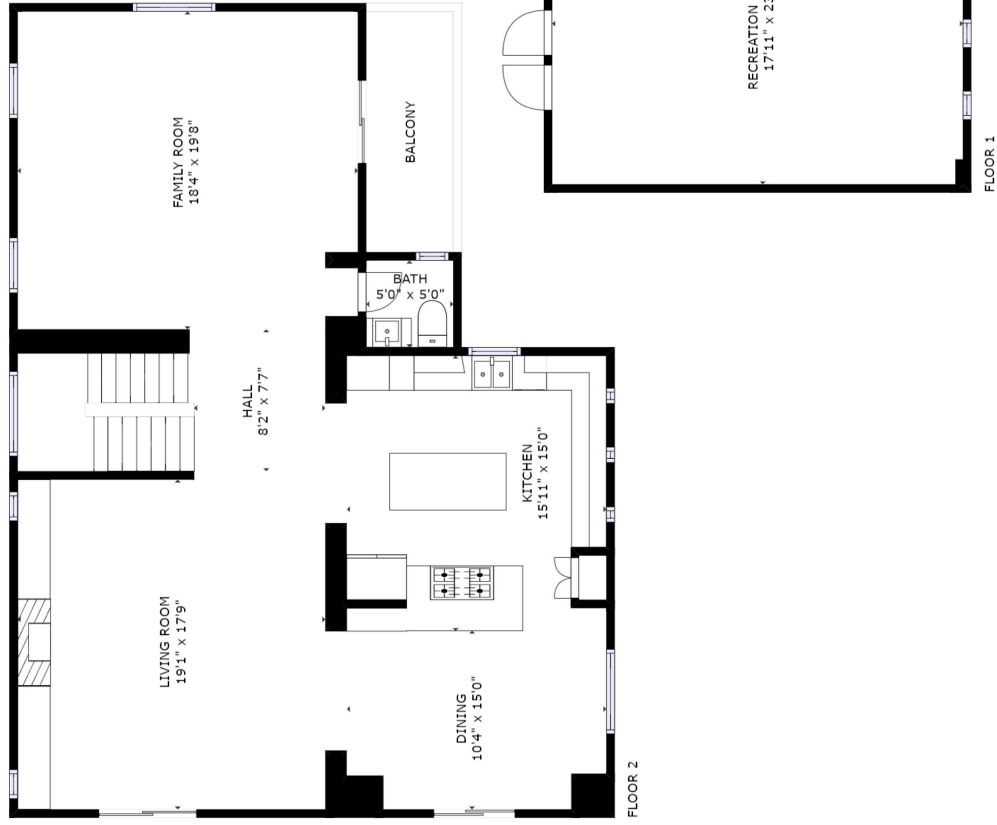 FAMILY ROOM
18'4" x 19'8"
BALCONY
RECREATION
17'11" x 23
FLOOR 1
BATH
5'0" x 5'0"
HALL
8'2" x 7'7"
KITCHEN
15'11" x 15'0"
LIVING ROOM
19'1" x 17'9"
DINING
10'4" x 15'0"
FLOOR 2